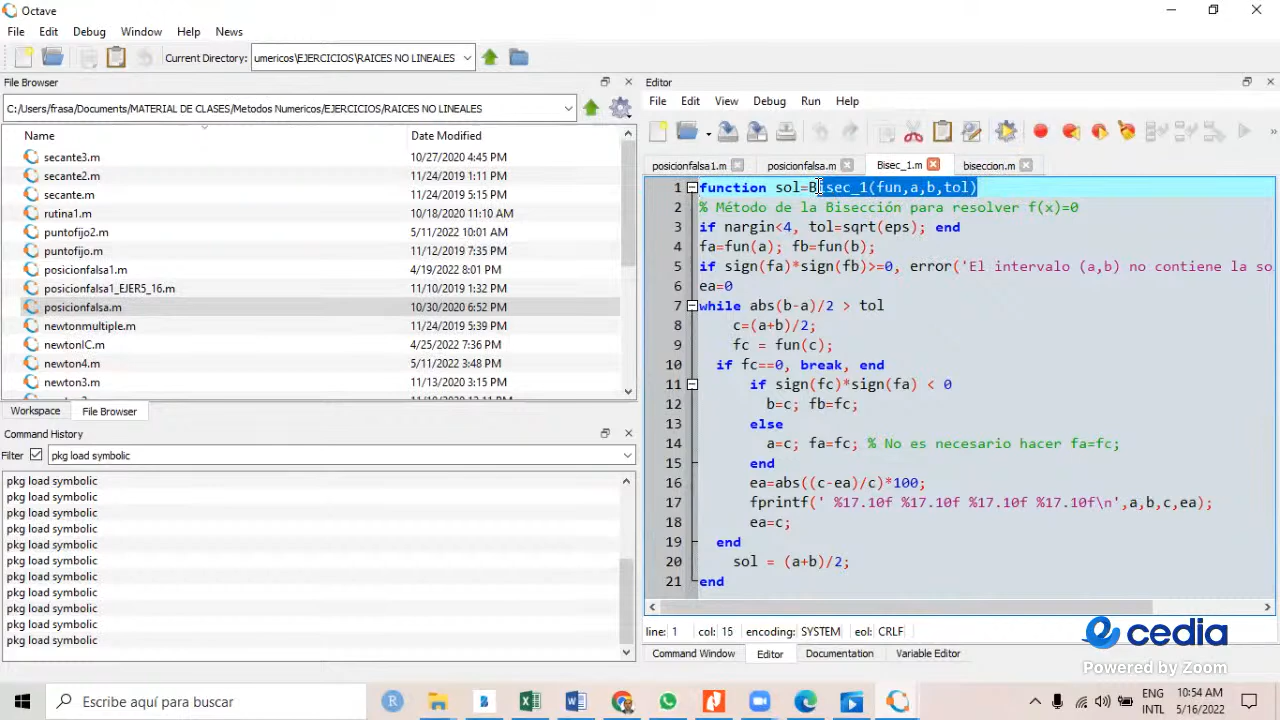 Octave
File Edit Debug Window Help News
Current Directory: umericos\EJERCICIOS\RAICES NO LINEALES
File Browser
C:/Users/frasa/Documents/MATERIAL DE CLASES/Metodos Numericos/EJERCICIOS/RAICES NO LINEALES
Name Date Modified
secante3.m 10/27/2020 4:45 PM
secante2.m 11/24/2019 1:11 PM
secante.m 11/24/2019 5:15 PM
rutina1.m 10/18/2020 11:10 AM
puntofijo2.m 5/11/2022 10:01 AM
puntofijo.m 11/12/2019 7:35 PM
posicionfalsa1.m 4/19/2022 8:01 PM
posicionfalsa1_EJER5_16.m 11/10/2019 1:32 PM
posicionfalsa.m 10/30/2020 6:52 PM
newtonmultiple.m 11/24/2019 5:39 PM
newtonIC.m 4/25/2022 7:36 PM
newton4.m 5/11/2022 3:48 PM
newton3.m 11/13/2020 3:15 PM
Workspace File Browser
Command History
Filter pkg load symbolic
pkg load symbolic
pkg load symbolic
pkg load symbolic
pkg load symbolic
pkg load symbolic
pkg load symbolic
pkg load symbolic
pkg load symbolic
pkg load symbolic
pkg load symbolic
pkg load symbolic
Editor
File Edit View Debug Run Help
posicionfalsa1.m posicionfalsa.m Bisec_1.m biseccion.m
1 function sol=Bisec_1(fun,a,b,tol)
2 % Método de la Bisección para resolver f(x)=0
3 if nargin<4, tol=sqrt(eps); end
4 fa=fun(a); fb=fun(b);
5 if sign(fa)*sign(fb)>=0, error('El intervalo (a,b) no contiene la so
6 ea=0
7 while abs(b-a)/2 > tol
8 c=(a+b)/2;
9 fc = fun(c);
10 if fc==0, break, end
11 if sign(fc)*sign(fa) < 0
12 b=c; fb=fc;
13 else
14 a=c; fa=fc; % No es necesario hacer fa=fc;
15 end
16 ea=abs((c-ea)/c)*100;
17 fprintf(' %17.10f %17.10f %17.10f %17.10f\n',a,b,c,ea);
18 ea=c;
19 end
20 sol = (a+b)/2;
21 end
line: 1 col: 15 encoding: SYSTEM eol: CRLF
Command Window Editor Documentation Variable Editor
cedia
Powered by Zoom
Escribe aquí para buscar
ENG
INTL
10:54 AM
5/16/2022